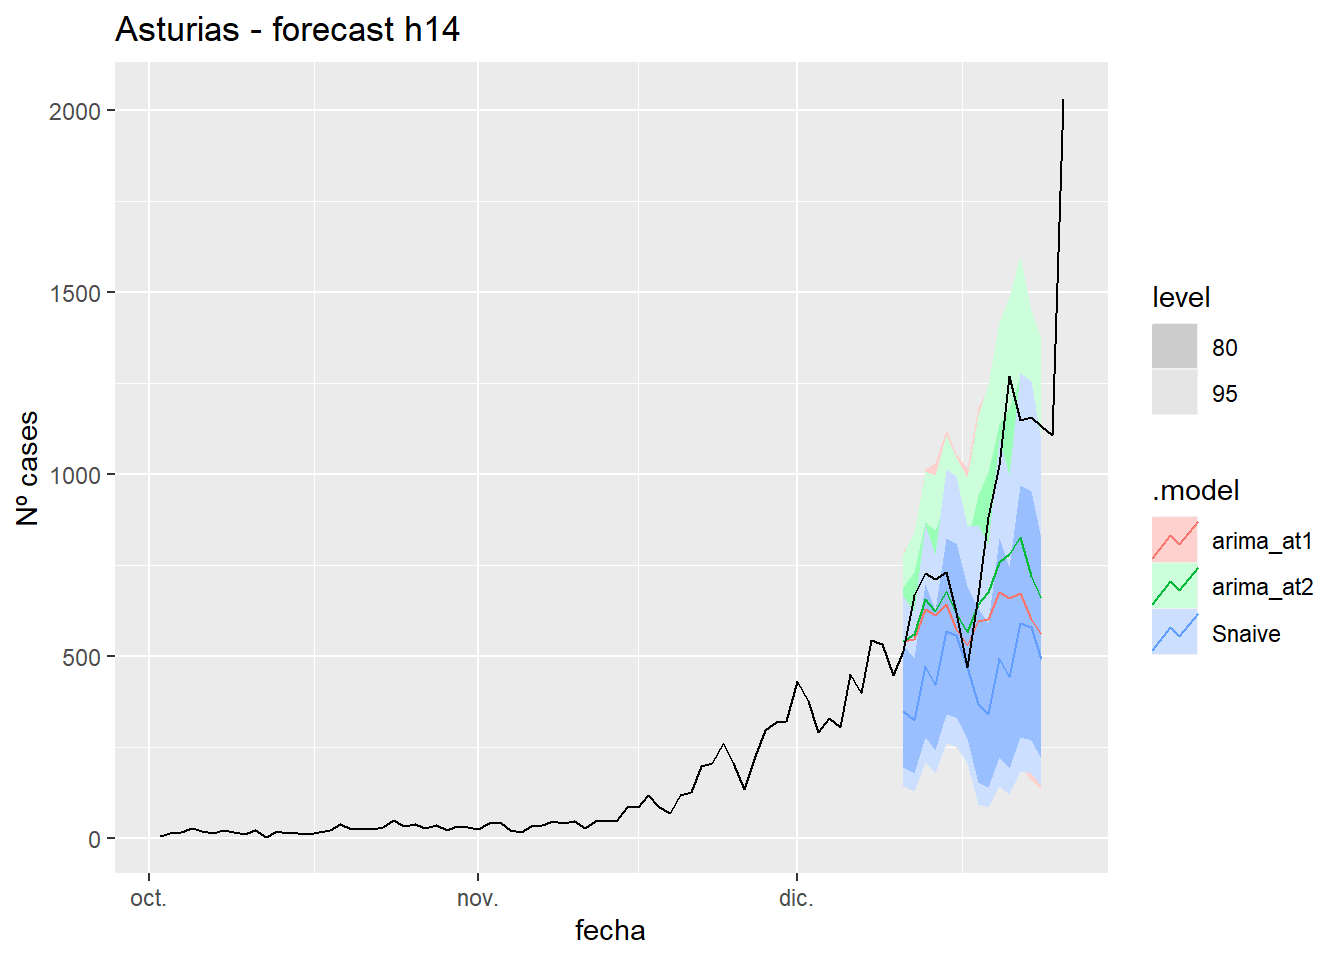 Asturias - forecast h14
2000
1500
1000
500
0
Nº cases
oct.
nov.
dic.
fecha
level
80
95
.model
arima_at1
arima_at2
Snaive